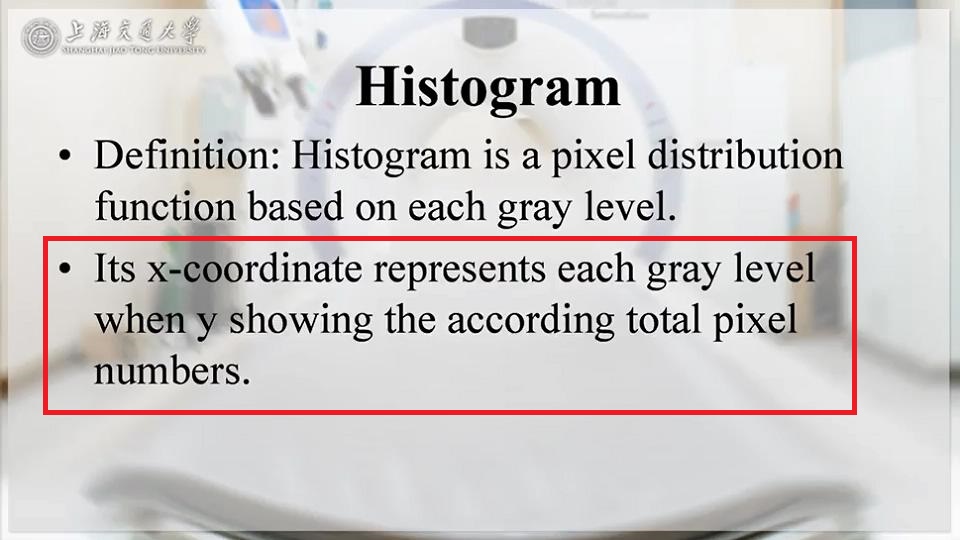 上海交通大学
SHANGHAI JIAO TONG UNIVERSITY
Histogram
• Definition: Histogram is a pixel distribution
function based on each gray level.
• Its x-coordinate represents each gray level
when y showing the according total pixel
numbers.